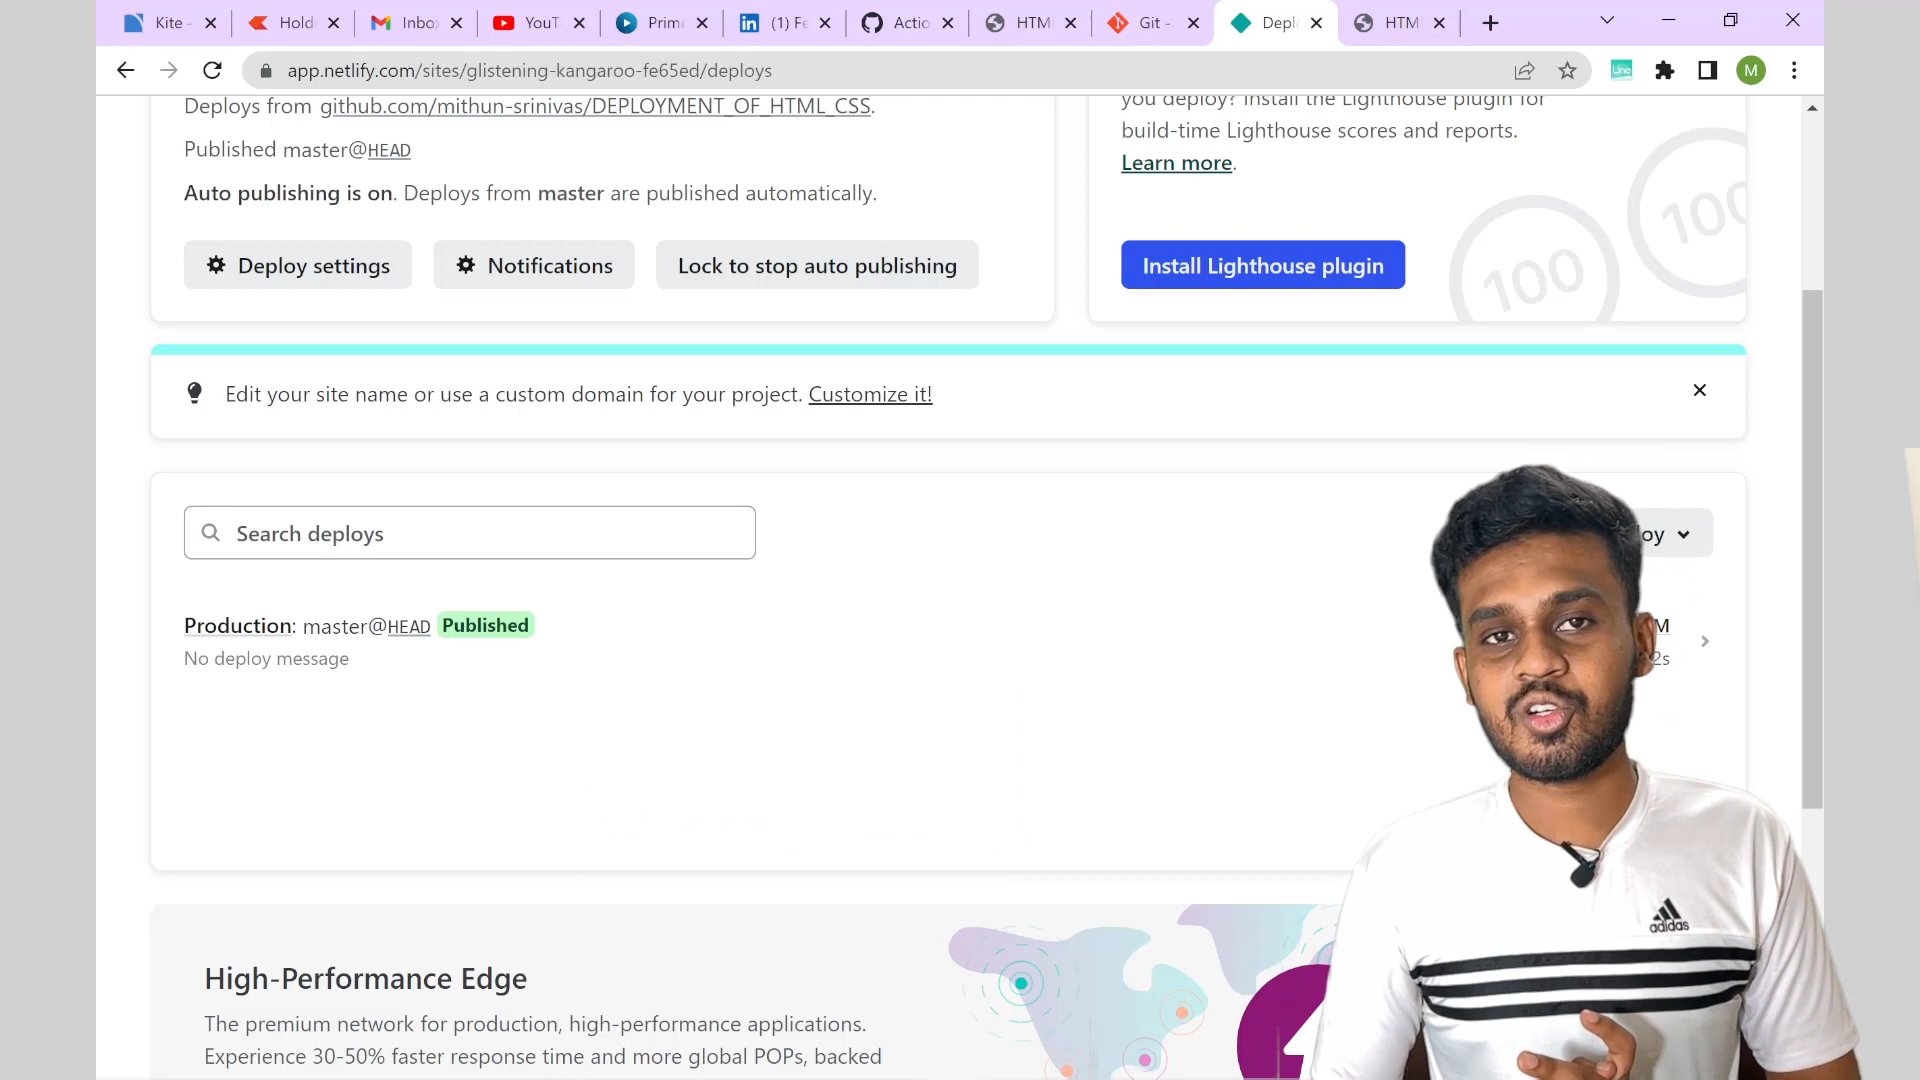 Kite -
Hold
Inbo
YouT
Prim
(1) Fe
Actio
HTM
Git -
Depl
HTM
app.netlify.com/sites/glistening-kangaroo-fe65ed/deploys
M
Deploys from github.com/mithun-srinivas/DEPLOYMENT_OF_HTML_CSS.
Published master@HEAD
Auto publishing is on. Deploys from master are published automatically.
Deploy settings
Notifications
Lock to stop auto publishing
you deploy? Install the Lighthouse plugin for
build-time Lighthouse scores and reports.
Learn more.
Install Lighthouse plugin
100
100
Edit your site name or use a custom domain for your project. Customize it!
Search deploys
oy
Production: master@HEAD Published
No deploy message
M
2s
adidas
High-Performance Edge
The premium network for production, high-performance applications.
Experience 30-50% faster response time and more global POPs, backed